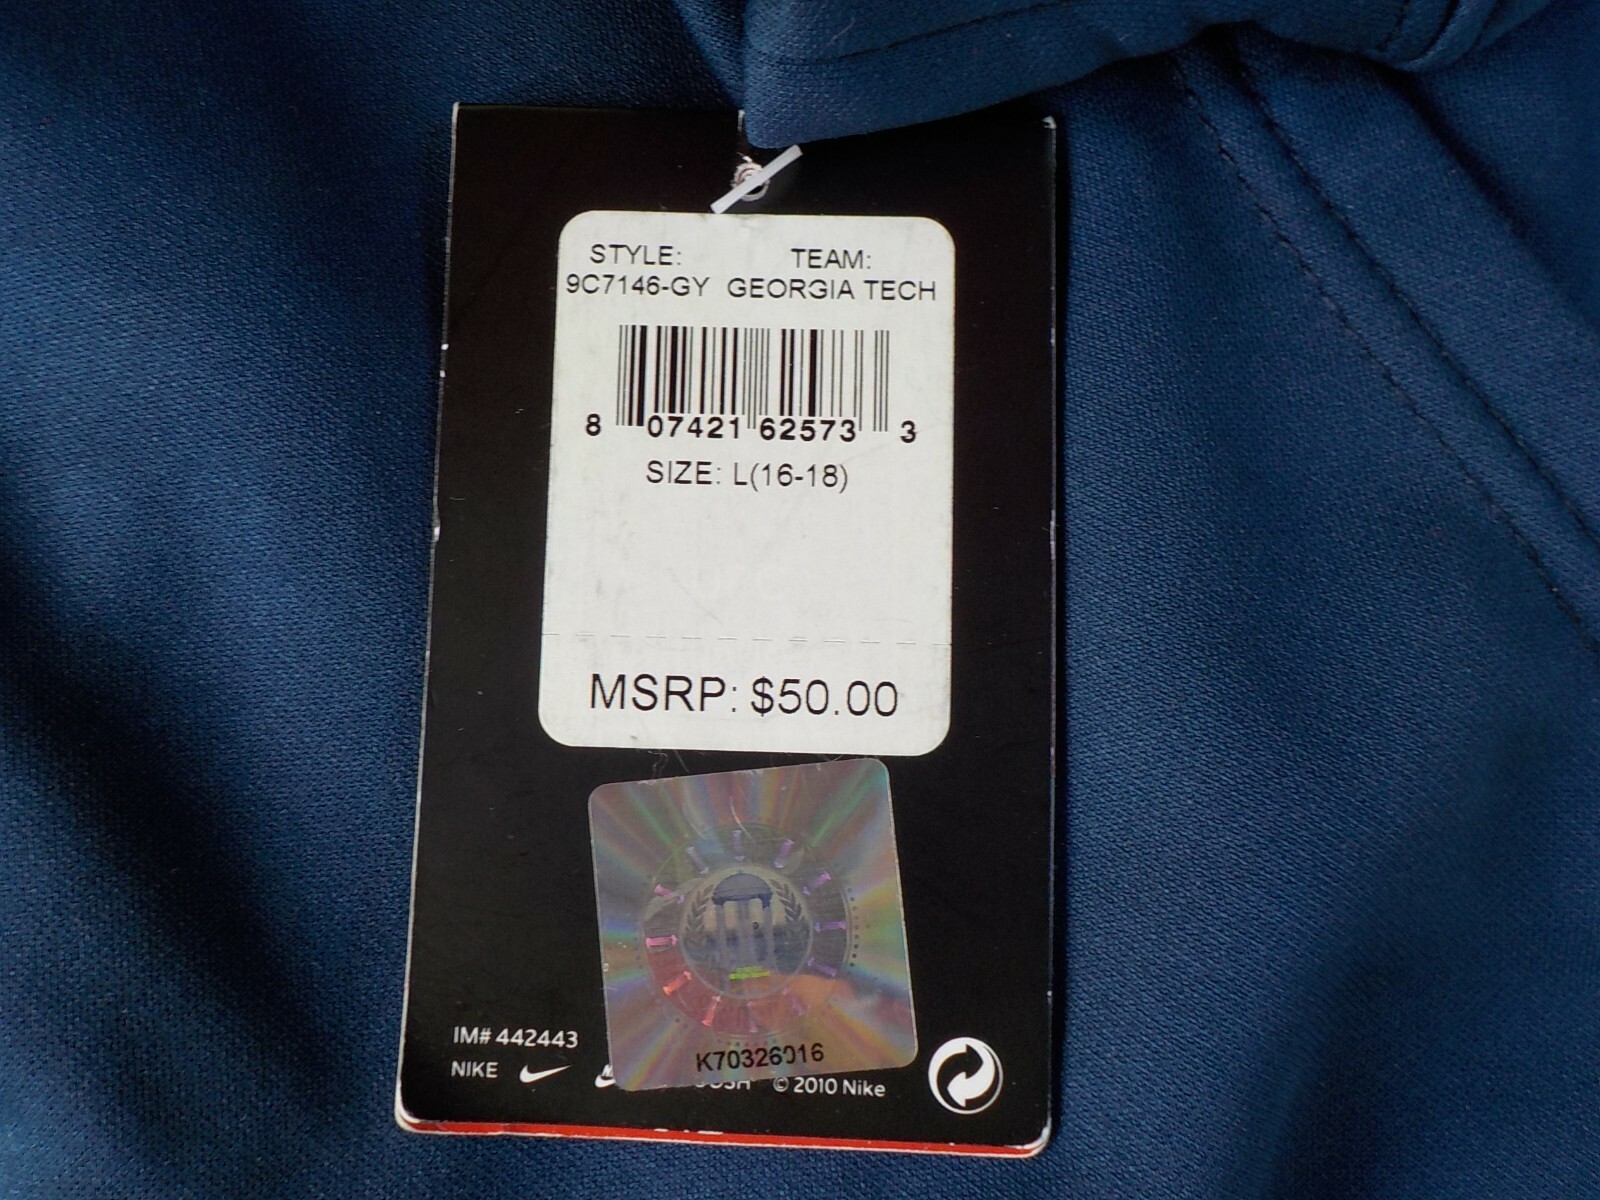 STYLE: TEAM:
9C7146-GY GEORGIA TECH
8 07421 62573 3
SIZE: L(16-18)
MSRP: $50.00
K70326016
IM# 442443
NIKE © 2010 Nike